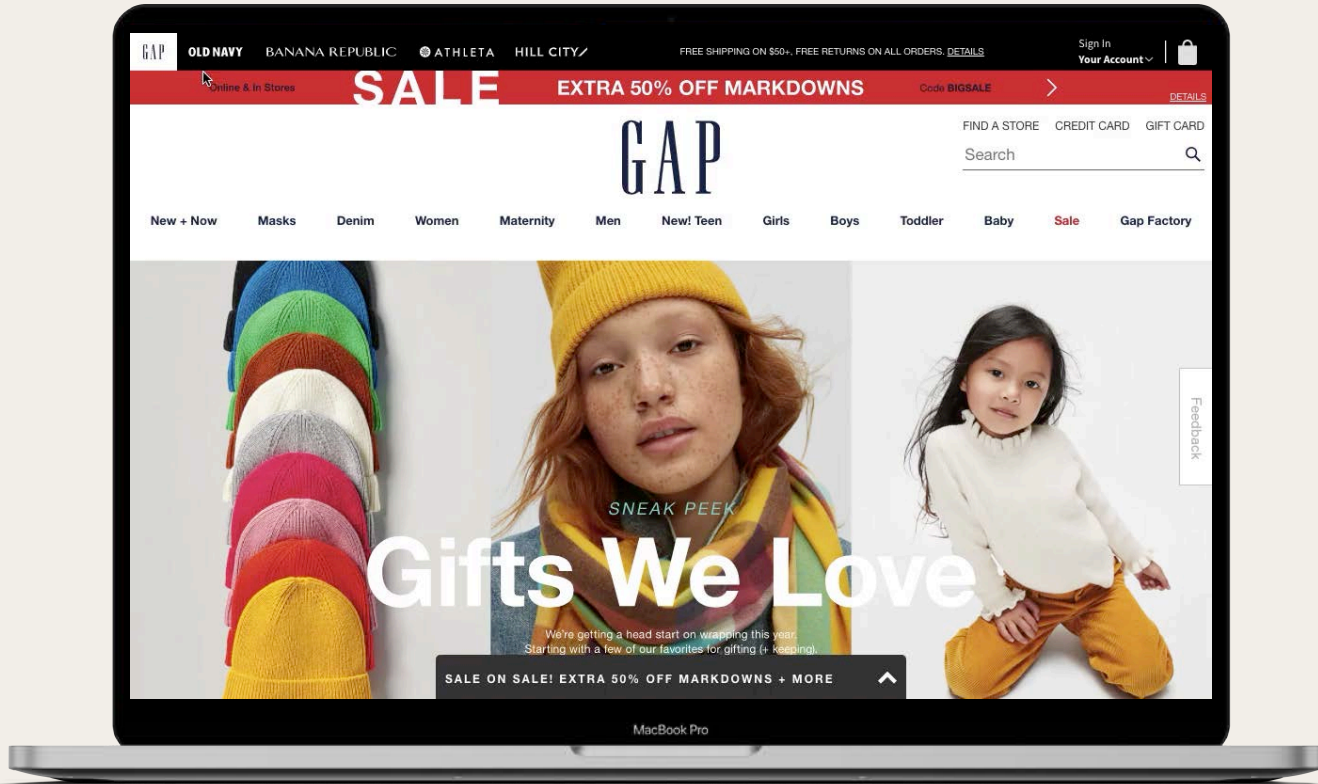 GAP OLD NAVY BANANA REPUBLIC ATHLETA HILL CITY FREE SHIPPING ON $50+, FREE RETURNS ON ALL ORDERS. DETAILS Sign In
Your Account
Online & In Stores SALE EXTRA 50% OFF MARKDOWNS Code BIGSALE
DETAILS
FIND A STORE CREDIT CARD GIFT CARD
GAP
Search
New + Now Masks Denim Women Maternity Men New! Teen Girls Boys Toddler Baby Sale Gap Factory
Feedback
SNEAK PEEK
Gifts We Love
We're getting a head start on wrapping this year.
Starting with a few of our favorites for gifting (+ keeping).
SALE ON SALE! EXTRA 50% OFF MARKDOWNS + MORE
MacBook Pro